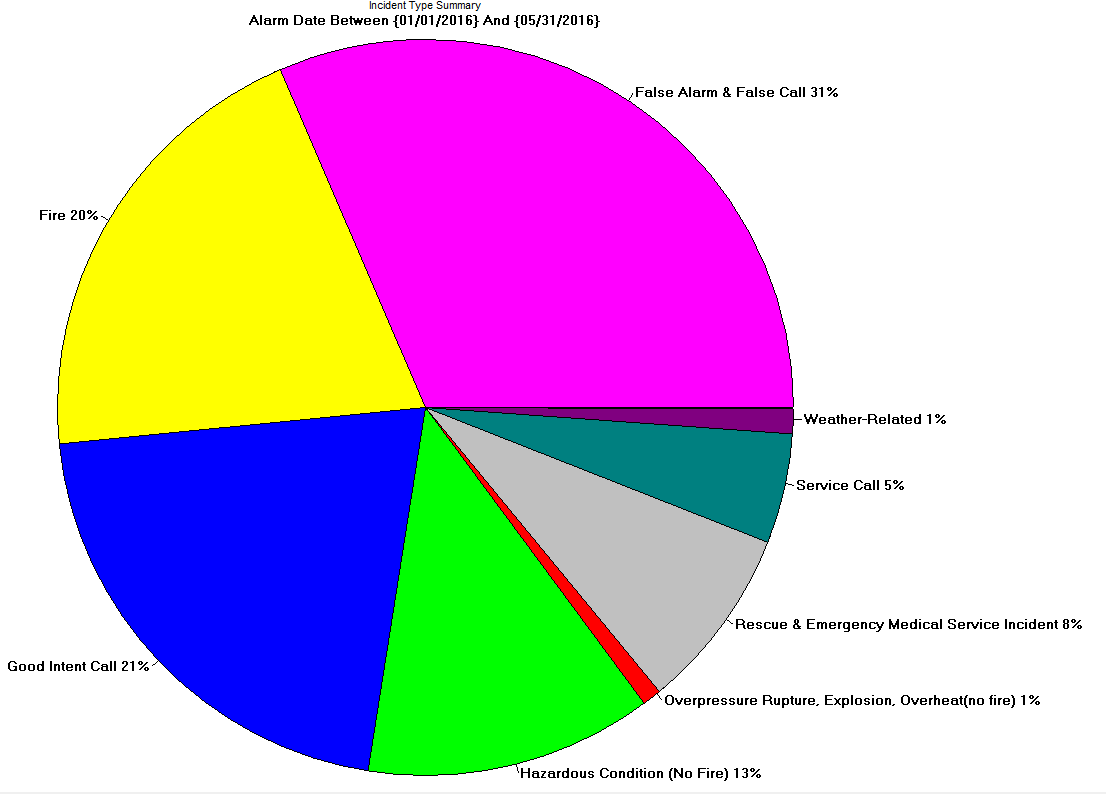 Incident Type Summary
Alarm Date Between {01/01/2016} And {05/31/2016}
False Alarm & False Call 31%
Fire 20%
Weather-Related 1%
Service Call 5%
Rescue & Emergency Medical Service Incident 8%
Good Intent Call 21%
Overpressure Rupture, Explosion, Overheat(no fire) 1%
Hazardous Condition (No Fire) 13%